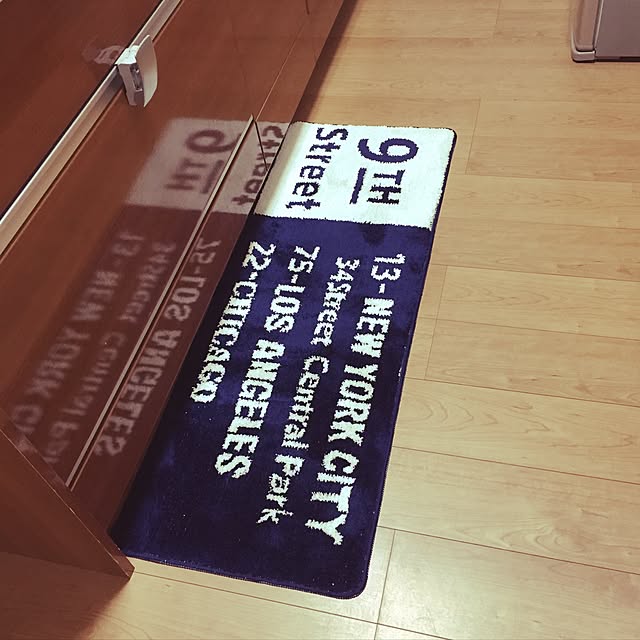 9TH
Street
13-NEW YORK CITY
34Street Central Park
75-LOS ANGELES
22-CHICAGO